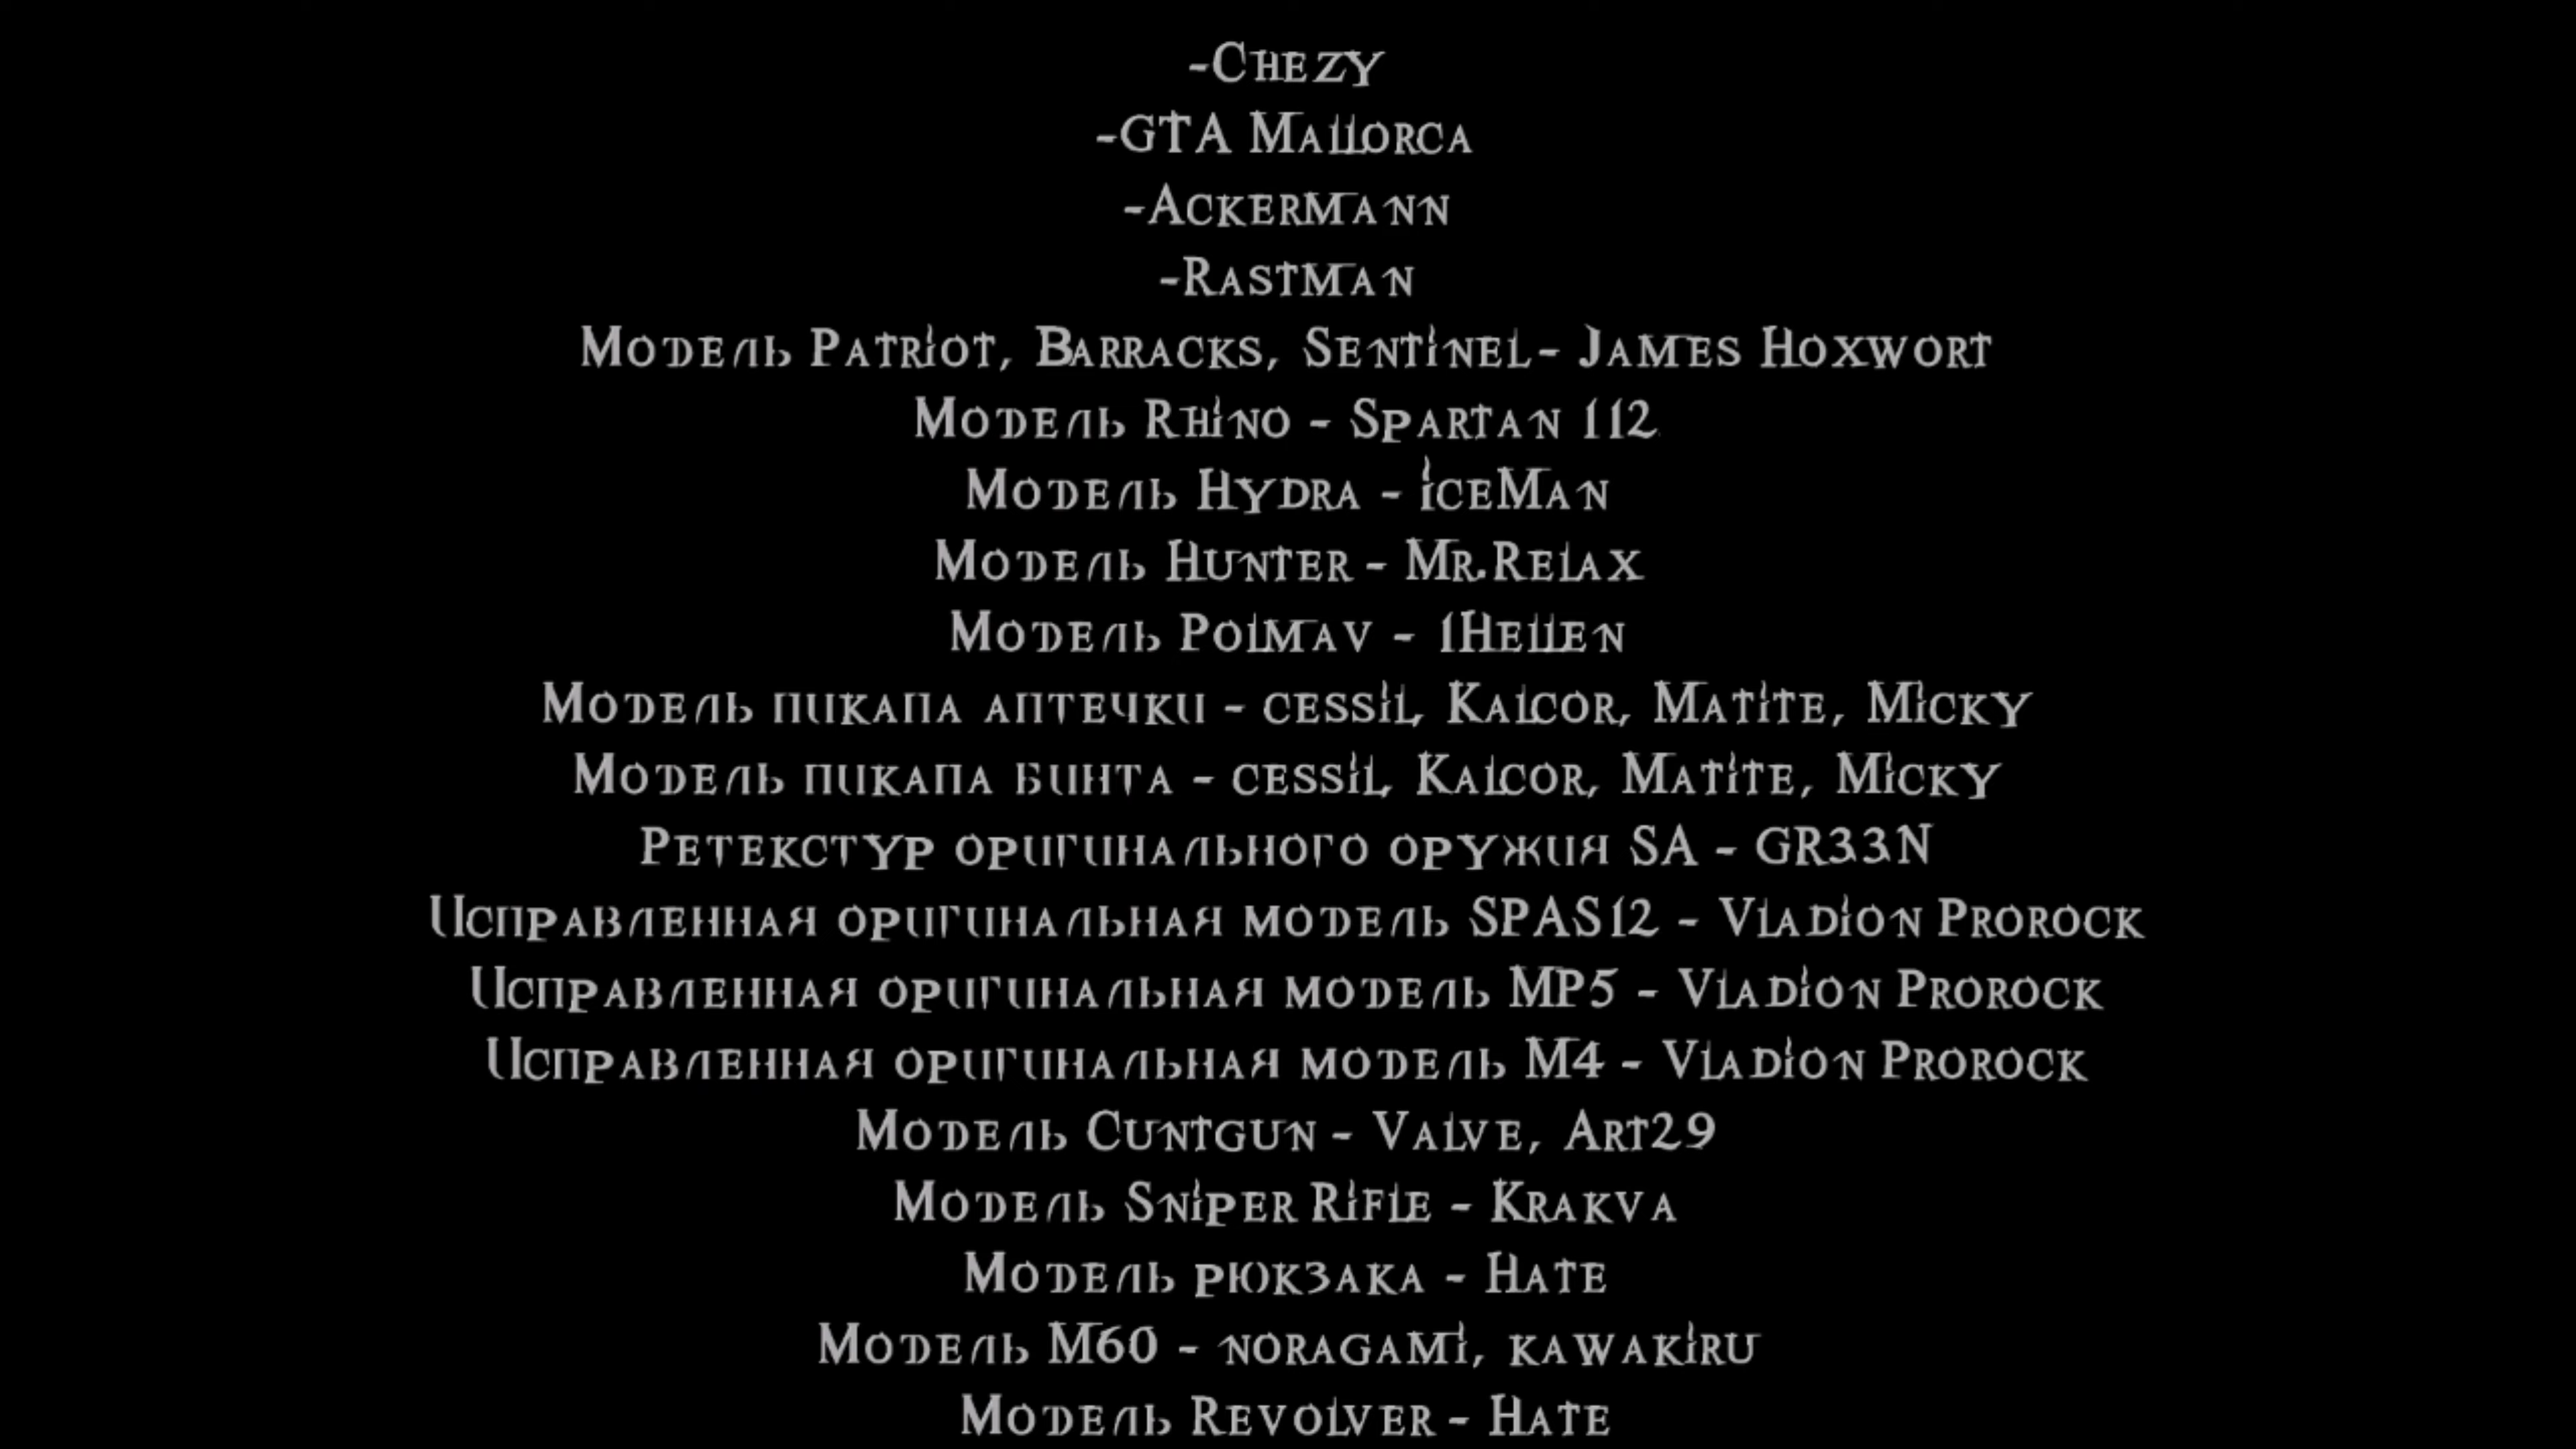 -Chezy
-GTA Mallorca
-Ackermann
-Rastman
Модель Patriot, Barracks, Sentinel- James Hoxwort
Модель Rhino - Spartan 112
Модель Hydra - IceMan
Модель Hunter - Mr.Relax
Модель Polmav - 1Hellen
Модель пикапа аптечки - cessil, Kalcor, Matite, Micky
Модель пикапа бинта - cessil, Kalcor, Matite, Micky
Ретекстур оригинального оружия SA - GR33N
Исправленная оригинальная модель SPAS12 - Vladion Prorock
Исправленная оригинальная модель MP5 - Vladion Prorock
Исправленная оригинальная модель M4 - Vladion Prorock
Модель Cuntgun - Valve, Art29
Модель Sniper Rifle - Krakva
Модель рюкзака - Hate
Модель M60 - noragami, kawakiru
Модель Revolver - Hate